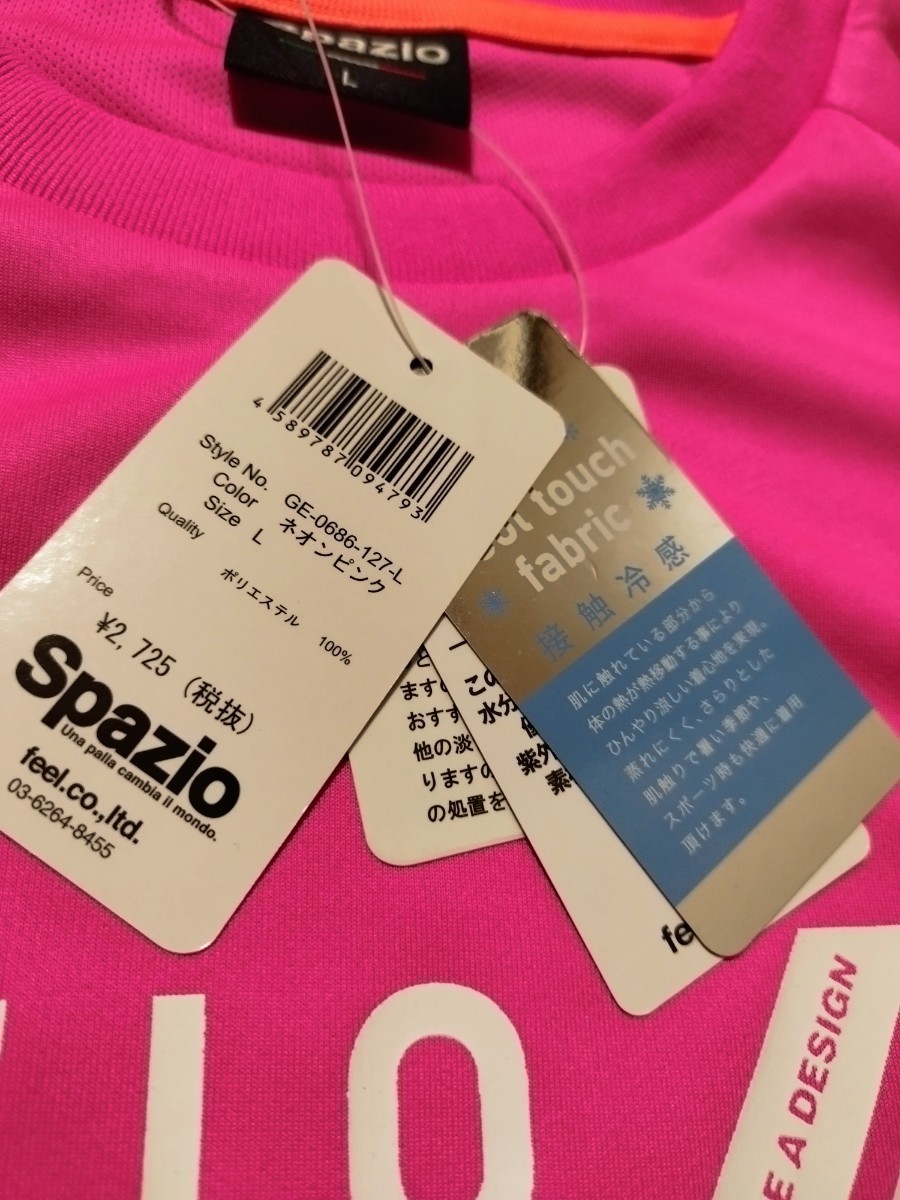 spazio
L
4 589787 094793
Style No. GE-0686-127-L
Color ネオンピンク
Size L
Quality ポリエステル 100%
Price
¥2,725 (税抜)
Spazio
Una palla cambia il mondo.
feel.co.,ltd.
03-6264-8455
touch
fabric
接触冷感
肌に触れている部分から
体の熱が熱移動する事により
ひんやり涼しい着心地を実現。
蒸れにくく、さらりとした
肌触りで暑い季節や、
スポーツ時も快適に着用
頂けます。
ます
おすす
他の淡
りますの
の処置を
この
水分
紫外
素
fe
IO
E A DESIGN